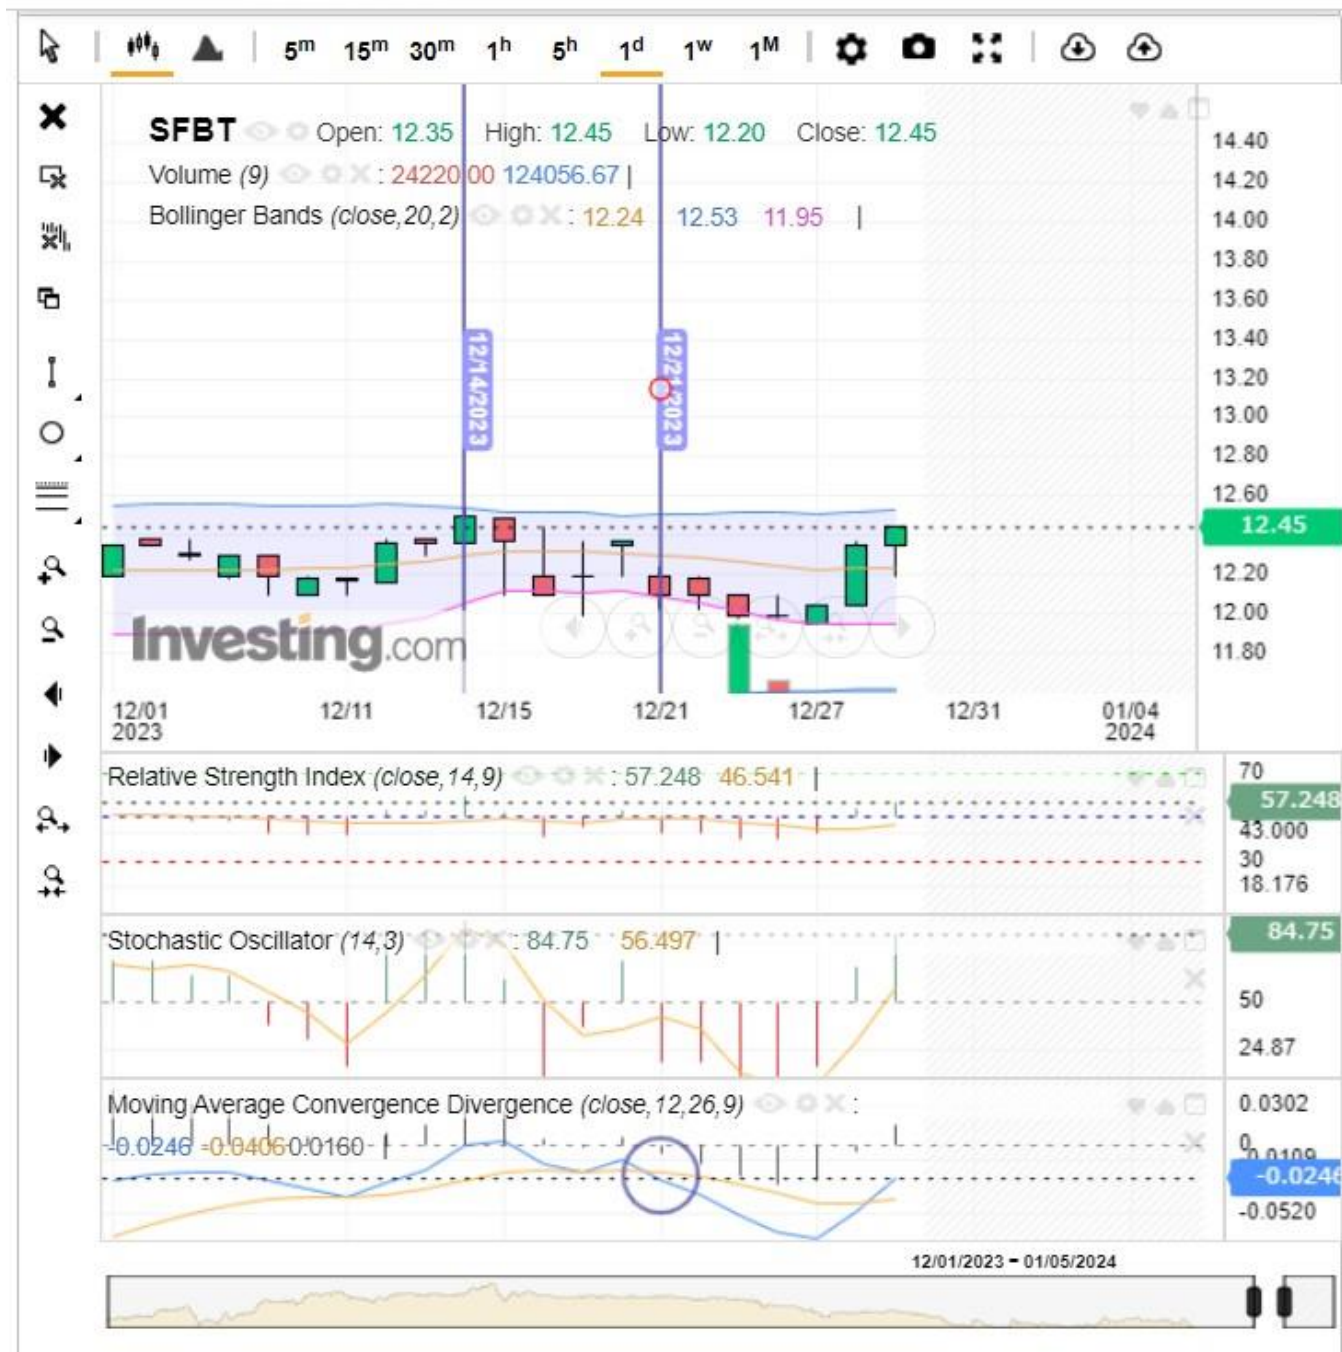 5m 15m 30m 1h 5h 1d 1w 1M
SFBT Open: 12.35 High: 12.45 Low: 12.20 Close: 12.45
Volume (9) : 24220.00 124056.67 |
Bollinger Bands (close,20,2) : 12.24 12.53 11.95 |
14.40
14.20
14.00
13.80
13.60
13.40
13.20
13.00
12.80
12.60
12.45
12.20
12.00
11.80
12/14/2023
12/21/2023
Investing.com
12/01 12/11 12/15 12/21 12/27 12/31 01/04
2023 2024
Relative Strength Index (close,14,9) : 57.248 46.541 |
70
57.248
43.000
30
18.176
Stochastic Oscillator (14,3) : 84.75 56.497 |
84.75
50
24.87
Moving Average Convergence Divergence (close,12,26,9) :
-0.0246 -0.0406 0.0160 |
0.0302
0
-0.0246
-0.0520
12/01/2023 - 01/05/2024